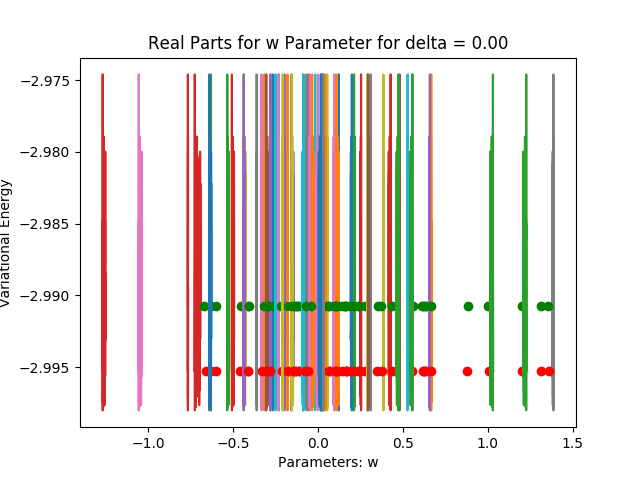 Real Parts for w Parameter for delta = 0.00
Variational Energy
−2.975
−2.980
−2.985
−2.990
−2.995
−1.0 −0.5 0.0 0.5 1.0 1.5
Parameters: w